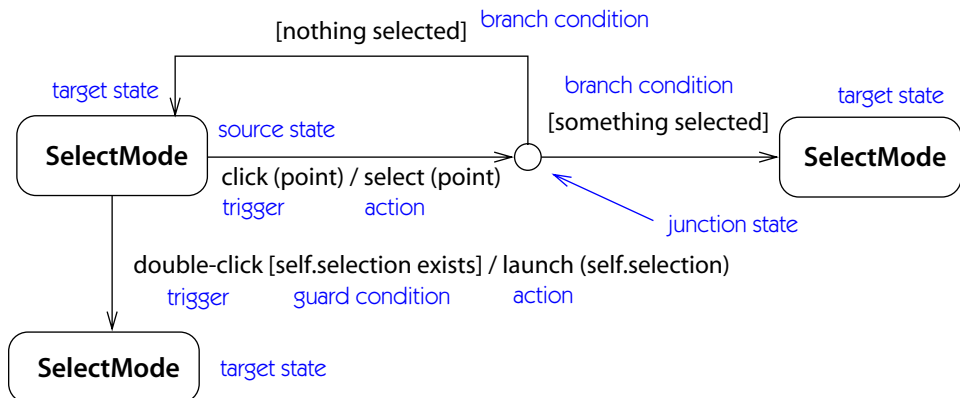 [nothing selected]
branch condition
target state
branch condition
target state
source state
[something selected]
SelectMode
SelectMode
click (point) / select (point)
trigger
action
junction state
double-click [self.selection exists] / launch (self.selection)
trigger
guard condition
action
SelectMode
target state